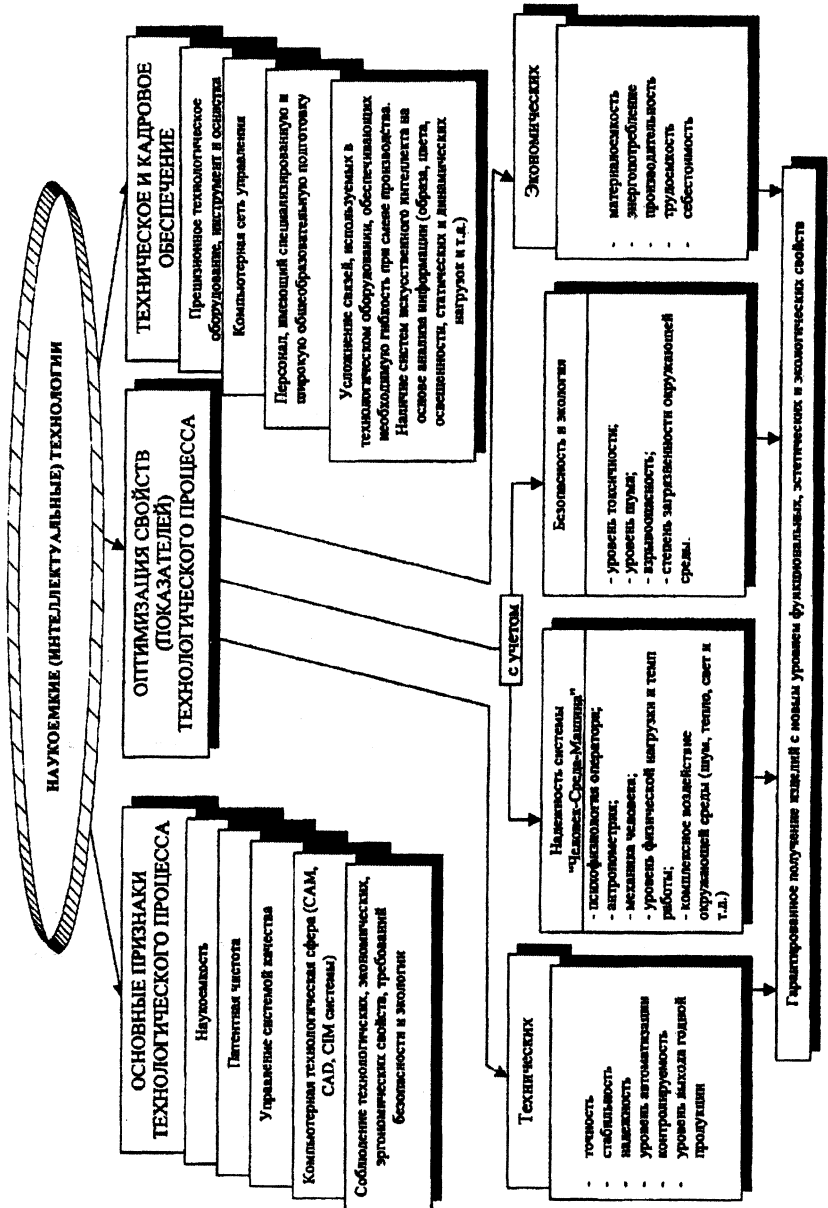 НАУКОЕМКИЕ (ИНТЕЛЛЕКТУАЛЬНЫЕ) ТЕХНОЛОГИИ
ОСНОВНЫЕ ПРИЗНАКИ
ТЕХНОЛОГИЧЕСКОГО ПРОЦЕССА
Наукоемкость
Патентная чистота
Управление системой качества
Компьютерная технологическая сфера (CAM,
CAD, CIM системы)
Соблюдение технологических, экономических,
эргономических свойств, требований
безопасности и экологии
ОПТИМИЗАЦИЯ СВОЙСТВ
(ПОКАЗАТЕЛЕЙ)
ТЕХНОЛОГИЧЕСКОГО ПРОЦЕССА
ТЕХНИЧЕСКОЕ И КАДРОВОЕ
ОБЕСПЕЧЕНИЕ
Прецизионное технологическое
оборудование, инструмент и оснастка
Компьютерная сеть управления
Персонал, имеющий специализированную и
широкую общеобразовательную подготовку
Усложнение связей, используемых в
технологическом оборудовании, обеспечивающих
необходимую гибкость при смене производства.
Наличие систем искусственного интеллекта на
основе анализа информации (образа, цвета,
освещенности, статических и динамических
нагрузок и т.д.)
с учетом
Технических
- точность
- стабильность
- надежность
- уровень автоматизации
- контролируемость
- уровень выхода годной
продукции
Надежность системы
"Человек-Среда-Машина"
- психофизиология оператора;
- антропометрия;
- механика человека;
- уровень физической нагрузки и темп
работы;
- комплексное воздействие
окружающей среды (шум, тепло, свет и
т.д.)
Безопасность и экология
- уровень токсичности;
- уровень шума;
- взрывоопасность;
- степень загрязненности окружающей
среды.
Экономических
- материалоемкость
- энергопотребление
- производительность
- трудоемкость
- себестоимость
Гарантированное получение изделий с новым уровнем функциональных, эстетических и экологических свойств